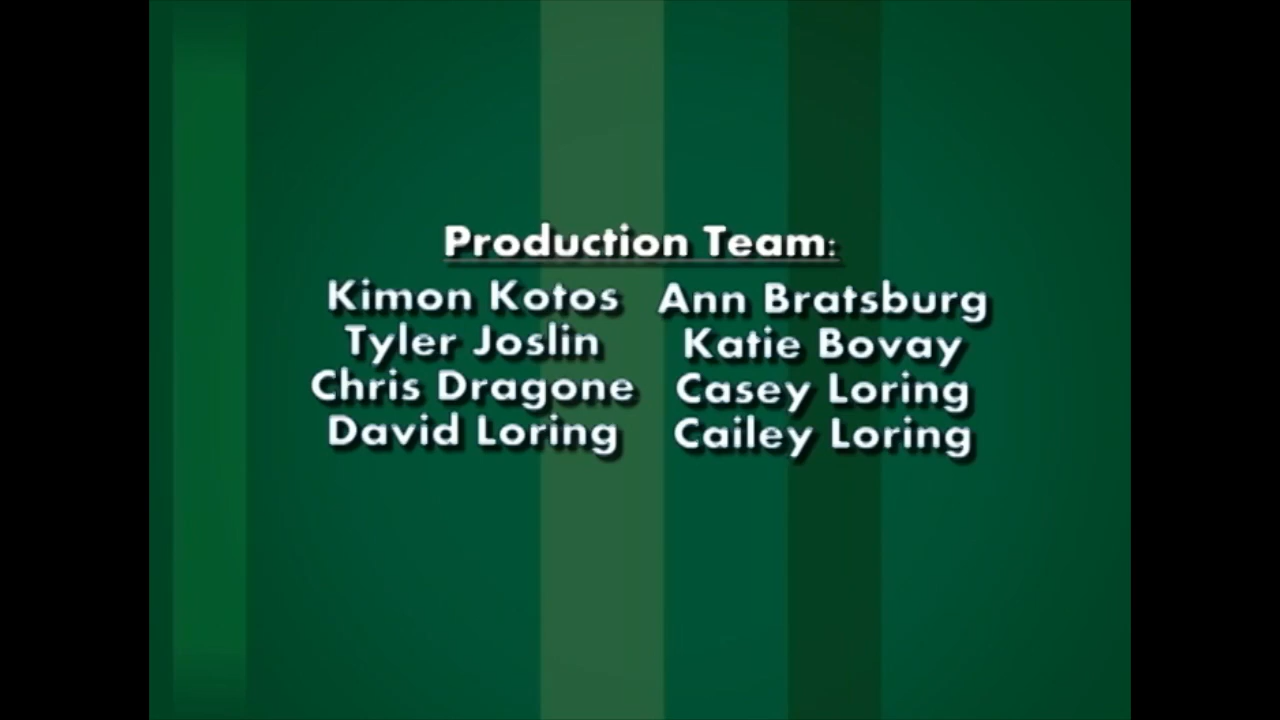 Production Team:
Kimon Kotos Ann Bratsburg
Tyler Joslin Katie Bovay
Chris Dragone Casey Loring
David Loring Cailey Loring